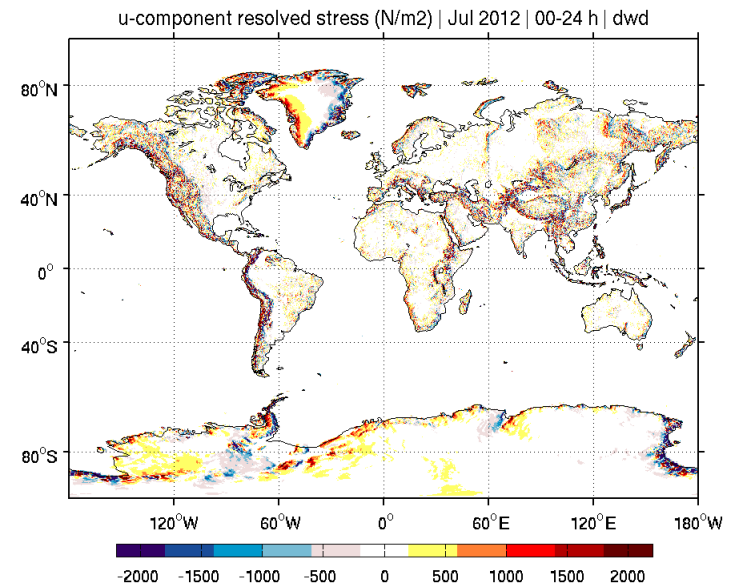 u-component resolved stress (N/m2) | Jul 2012 | 00-24 h | dwd
80°N
40°N
0°
40°S
80°S
120°W 60°W 0° 60°E 120°E 180°W
-2000 -1500 -1000 -500 0 500 1000 1500 2000